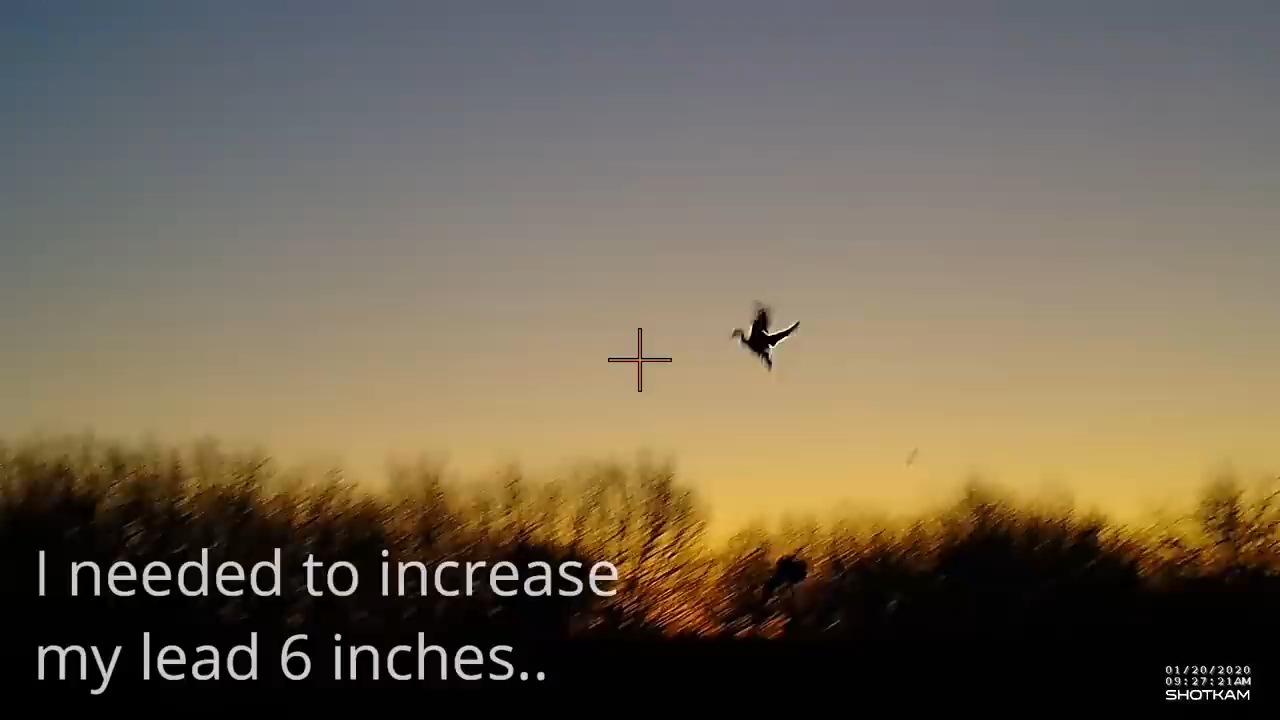 I needed to increase
my lead 6 inches..
01/20/2020
09:27:21AM
SHOTKAM